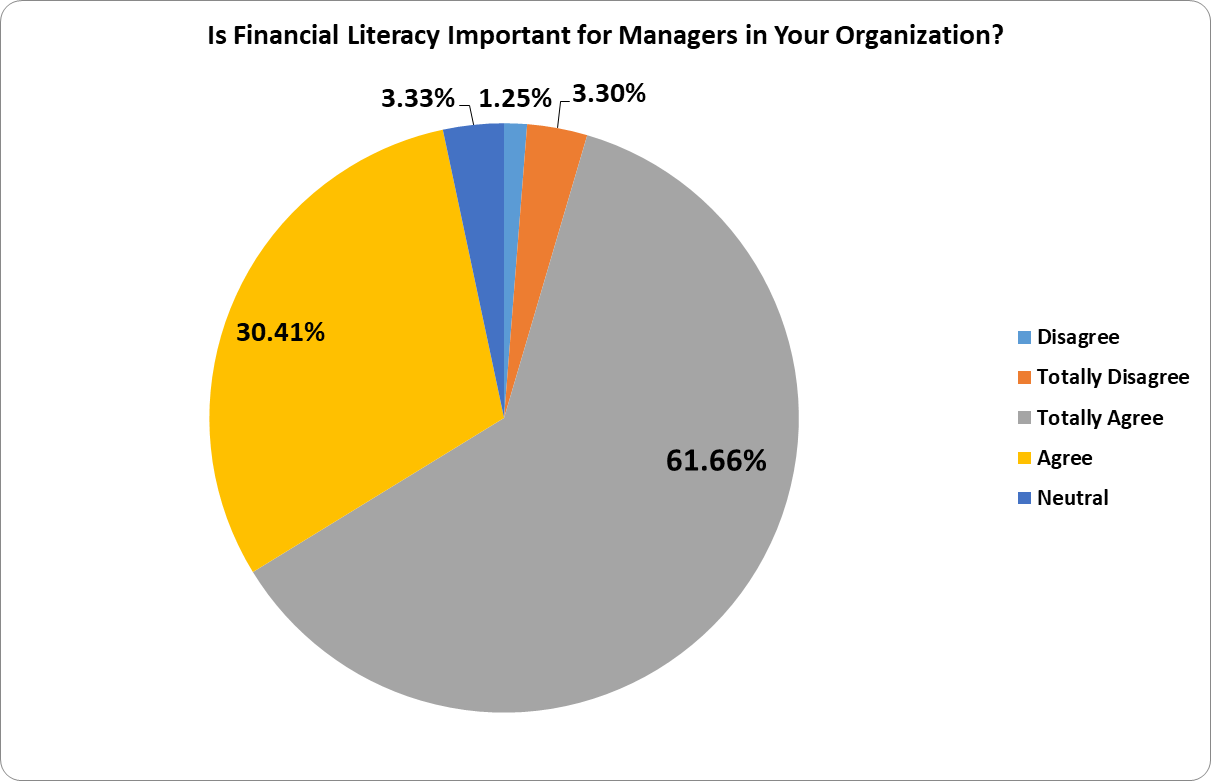 Is Financial Literacy Important for Managers in Your Organization?
3.33% 1.25% 3.30%
30.41%
61.66%
Disagree
Totally Disagree
Totally Agree
Agree
Neutral